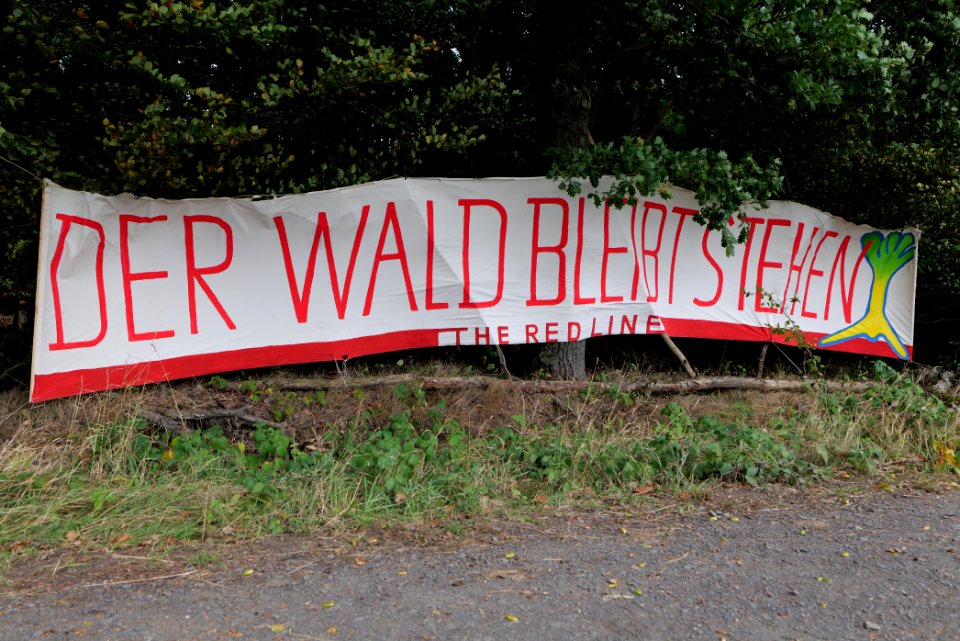 DER WALD BLEIBT STEHEN
THE RED LINE